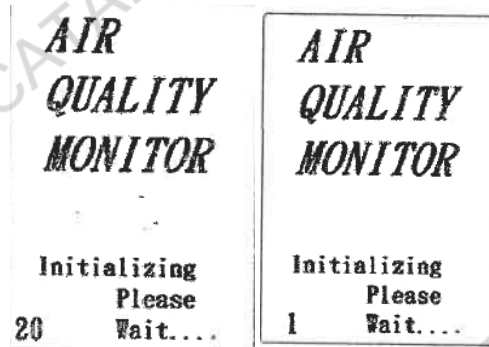 AIR
QUALITY
MONITOR
Initializing
Please
20 Wait....
AIR
QUALITY
MONITOR
Initializing
Please
1 Wait....